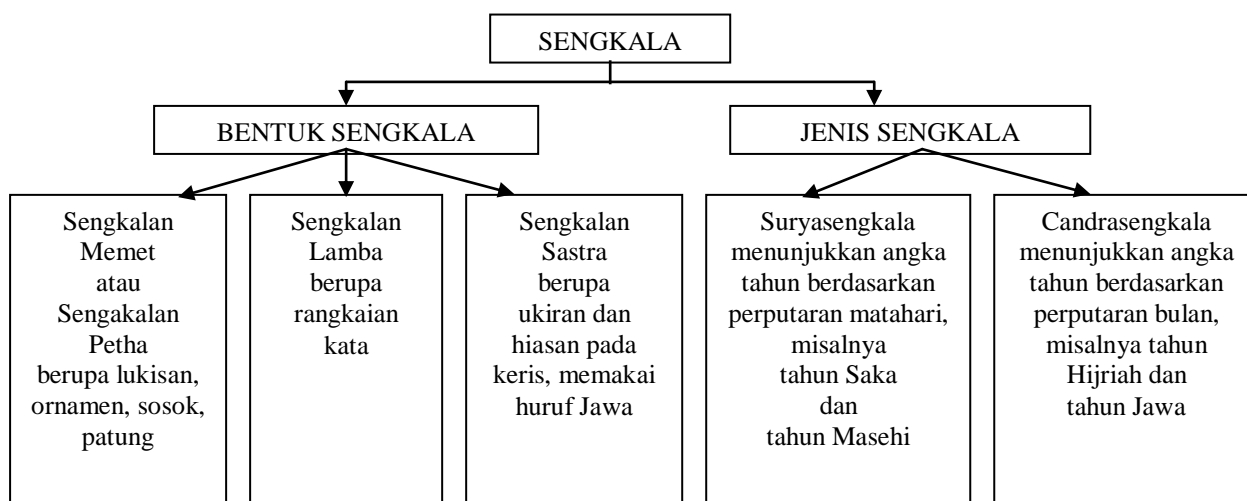 SENGKALA
BENTUK SENGKALA
JENIS SENGKALA
Sengkalan
Memet
atau
Sengakalan
Petha
berupa lukisan,
ornamen, sosok,
patung
Sengkalan
Lamba
berupa
rangkaian
kata
Sengkalan
Sastra
berupa
ukiran dan
hiasan pada
keris, memakai
huruf Jawa
Suryasengkala
menunjukkan angka
tahun berdasarkan
perputaran matahari,
misalnya
tahun Saka
dan
tahun Masehi
Candrasengkala
menunjukkan angka
tahun berdasarkan
perputaran bulan,
misalnya tahun
Hijriah dan
tahun Jawa